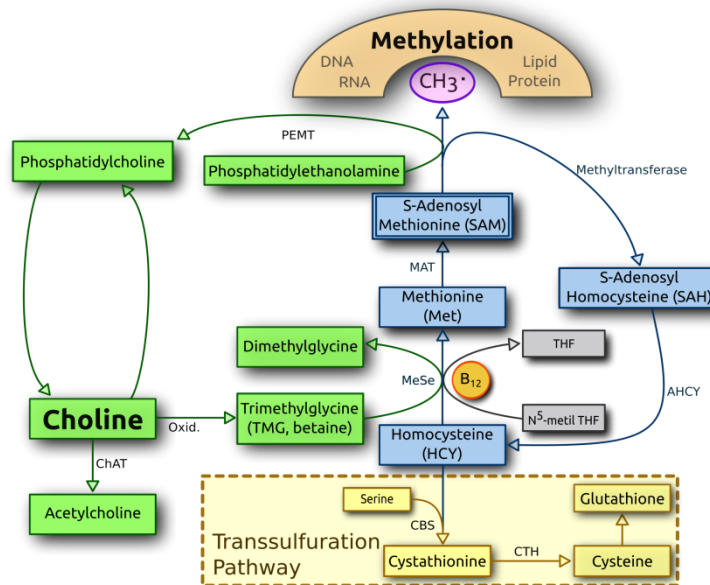 Methylation
DNA
RNA
Lipid
Protein
CH3·
PEMT
Phosphatidylcholine
Phosphatidylethanolamine
Methyltransferase
S-Adenosyl
Methionine (SAM)
MAT
S-Adenosyl
Homocysteine (SAH)
Methionine
(Met)
Dimethylglycine
THF
MeSe
B12
AHCY
Choline
Oxid.
Trimethylglycine
(TMG, betaine)
N5-metil THF
Homocysteine
(HCY)
ChAT
Acetylcholine
Serine
CBS
Glutathione
Transsulfuration
Pathway
Cystathionine
CTH
Cysteine